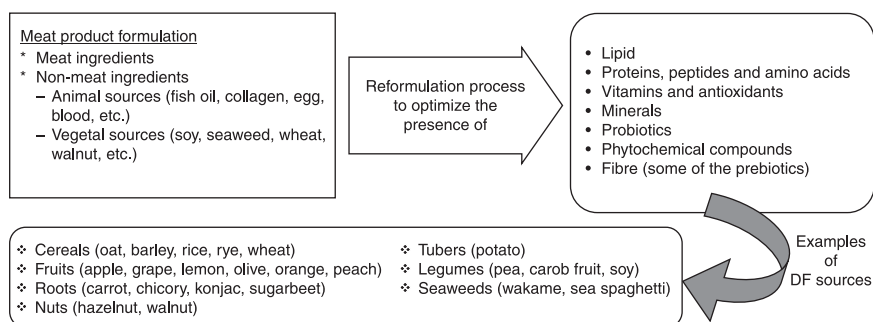 Meat product formulation
* Meat ingredients
* Non-meat ingredients
– Animal sources (fish oil, collagen, egg,
blood, etc.)
– Vegetal sources (soy, seaweed, wheat,
walnut, etc.)
Reformulation process
to optimize the
presence of
• Lipid
• Proteins, peptides and amino acids
• Vitamins and antioxidants
• Minerals
• Probiotics
• Phytochemical compounds
• Fibre (some of the prebiotics)
Examples
of
DF sources
❖ Cereals (oat, barley, rice, rye, wheat)
❖ Fruits (apple, grape, lemon, olive, orange, peach)
❖ Roots (carrot, chicory, konjac, sugarbeet)
❖ Nuts (hazelnut, walnut)
❖ Tubers (potato)
❖ Legumes (pea, carob fruit, soy)
❖ Seaweeds (wakame, sea spaghetti)